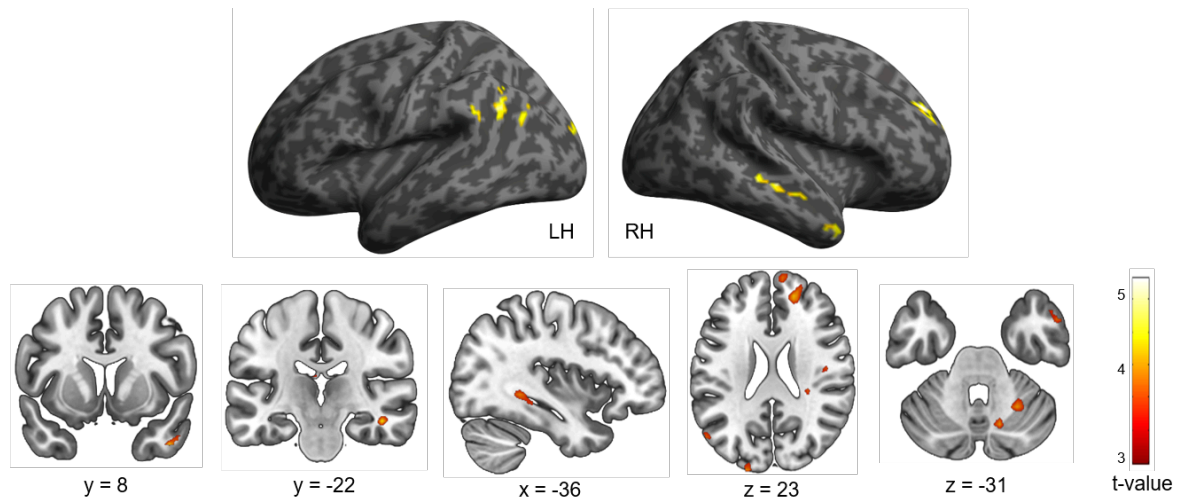 LH
RH
5
4
3
y = 8
y = -22
x = -36
z = 23
z = -31
t-value